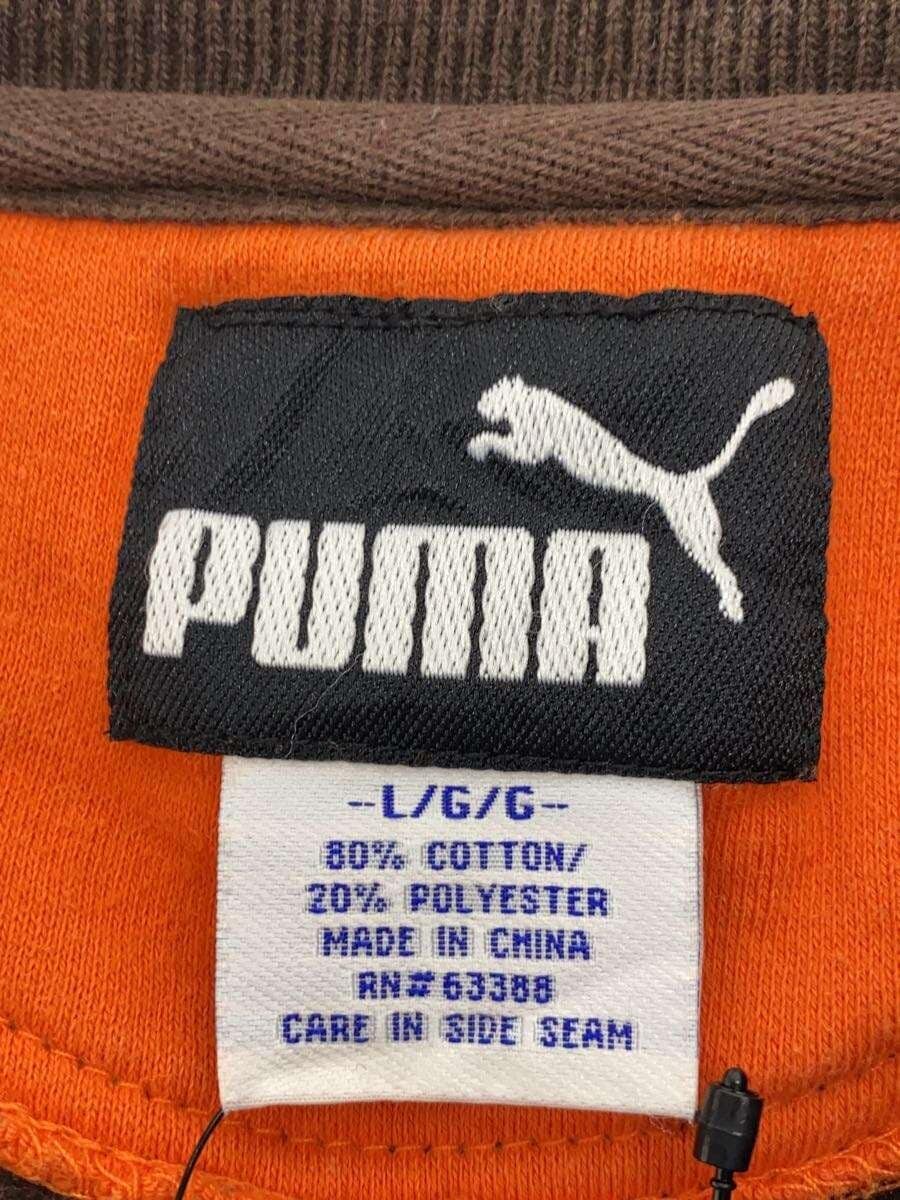 PUMA
--L/G/G--
80% COTTON/
20% POLYESTER
MADE IN CHINA
RN#63388
CARE IN SIDE SEAM